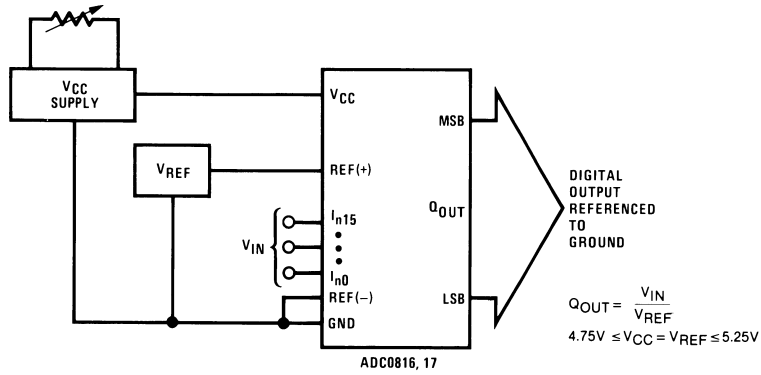 VCC
SUPPLY
VREF
VIN
VCC
REF(+)
In15
In0
REF(−)
GND
MSB
QOUT
LSB
ADC0816, 17
DIGITAL
OUTPUT
REFERENCED
TO
GROUND
QOUT = VIN
VREF
4.75V ≤ VCC = VREF ≤ 5.25V